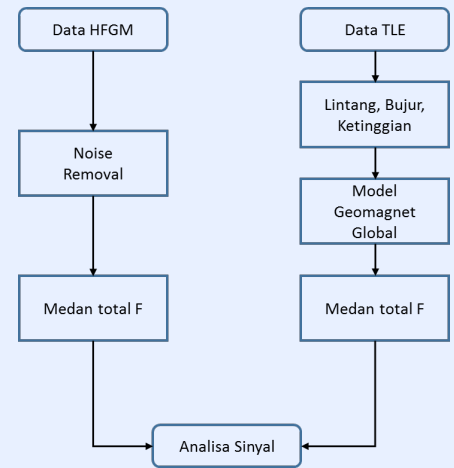 Data HFGM
Data TLE
Lintang, Bujur,
Ketinggian
Noise
Removal
Model
Geomagnet
Global
Medan total F
Medan total F
Analisa Sinyal